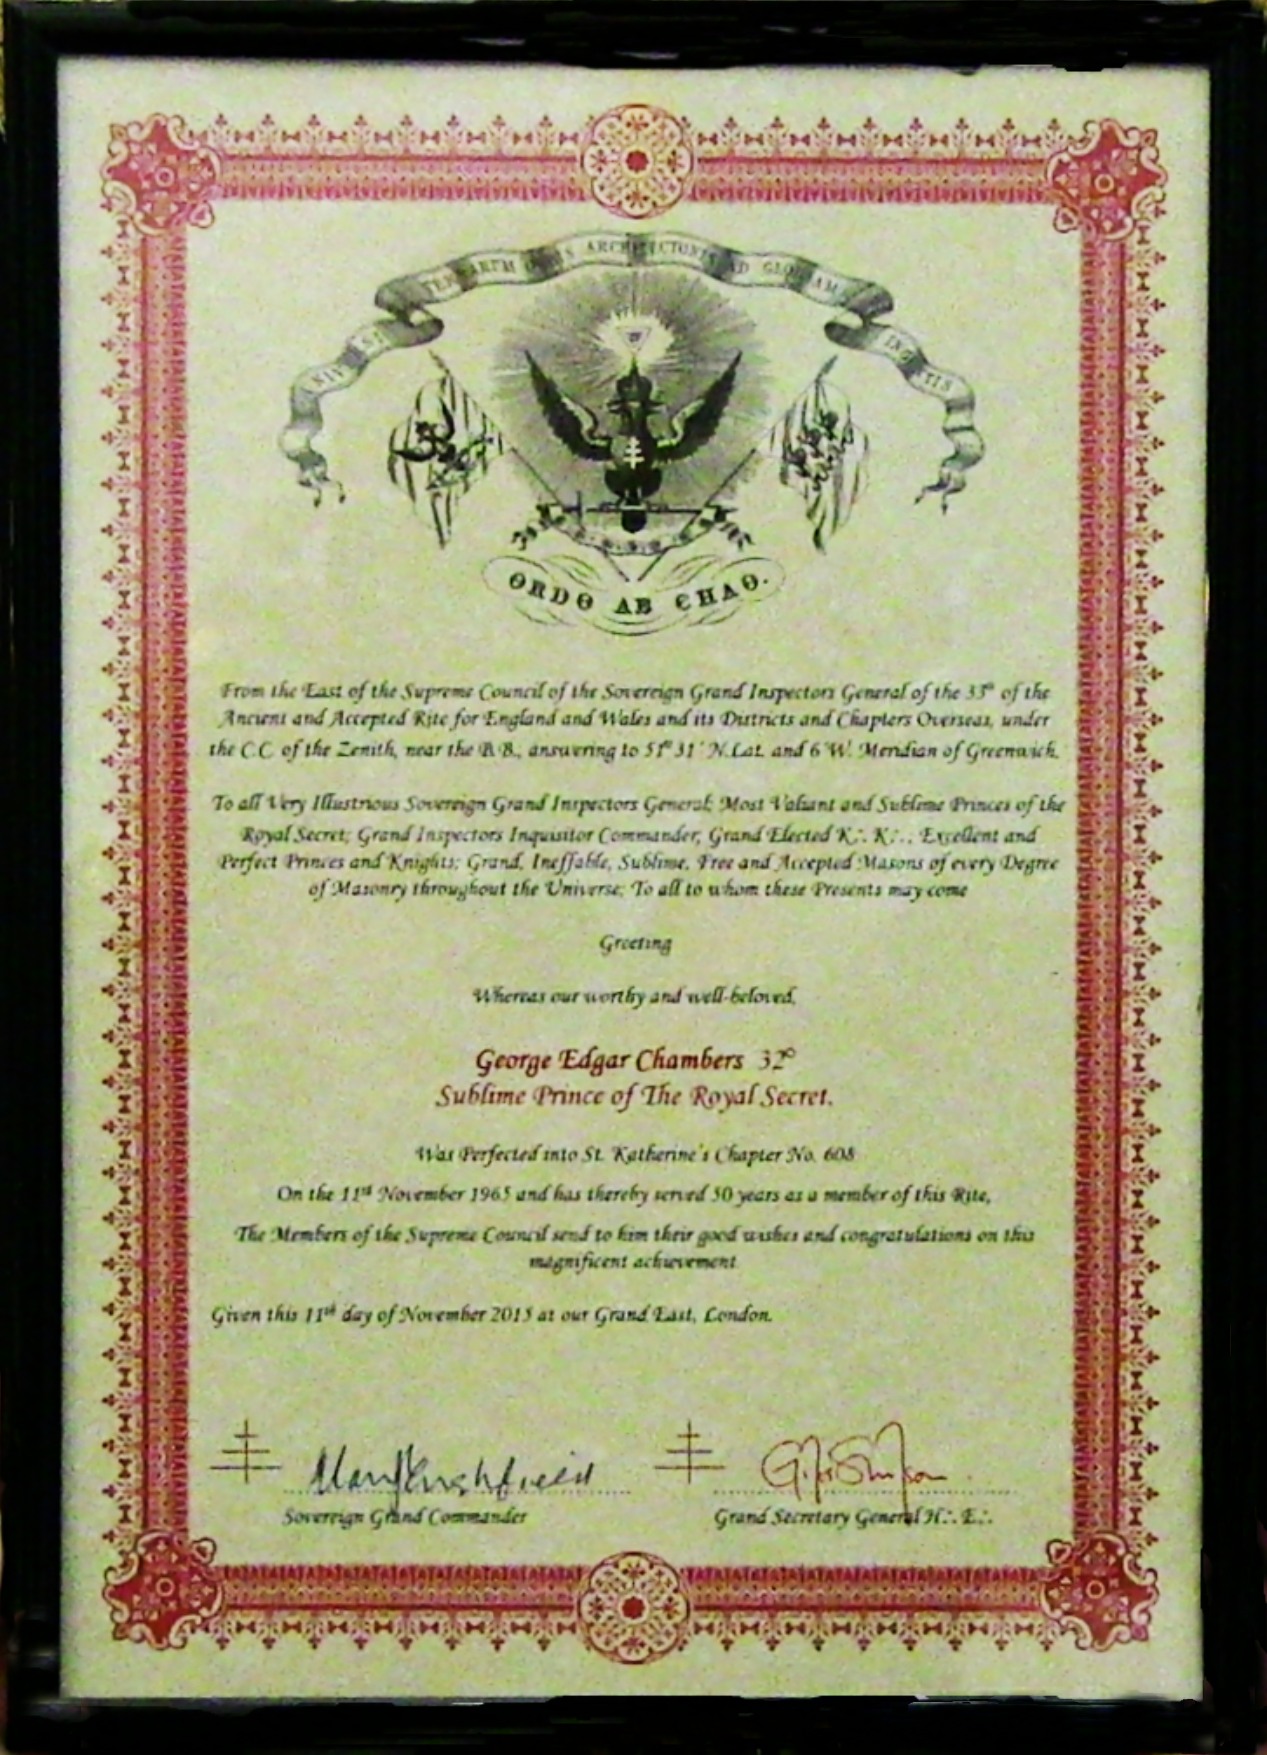 TERRARUM ORBIS ARCHITECTONIS AD GLORIAM
INGENTIS
ORDO AB CHAO.
From the East of the Supreme Council of the Sovereign Grand Inspectors General of the 33° of the
Ancient and Accepted Rite for England and Wales and its Districts and Chapters Overseas, under
the C.C. of the Zenith, near the B.B., answering to 51° 31´ N.Lat. and 6´W. Meridian of Greenwich.
To all Very Illustrious Sovereign Grand Inspectors General; Most Valiant and Sublime Princes of the
Royal Secret; Grand Inspectors Inquisitor Commander; Grand Elected K∴ K∴; Excellent and
Perfect Princes and Knights; Grand, Ineffable, Sublime, Free and Accepted Masons of every Degree
of Masonry throughout the Universe; To all to whom these Presents may come
Greeting
Whereas our worthy and well-beloved,
George Edgar Chambers 32°
Sublime Prince of The Royal Secret.
Was Perfected into St. Katherine's Chapter No. 608
On the 11th November 1965 and has thereby served 50 years as a member of this Rite,
The Members of the Supreme Council send to him their good wishes and congratulations on this
magnificent achievement
Given this 11th day of November 2015 at our Grand East, London.
Sovereign Grand Commander
Grand Secretary General H∴ E∴